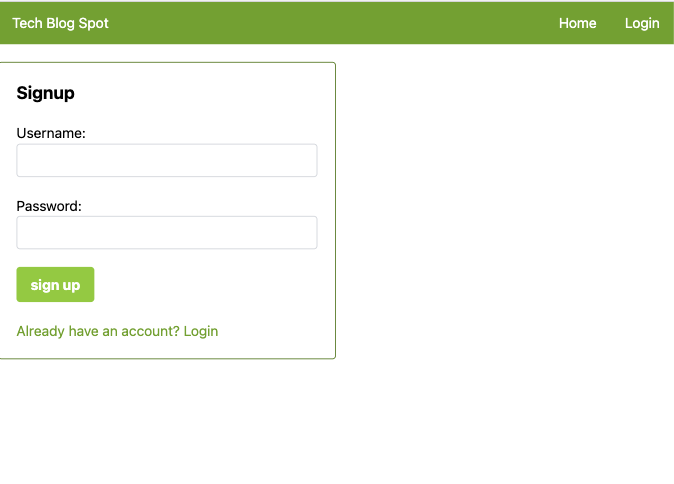 Tech Blog Spot
Home
Login
Signup
Username:
Password:
sign up
Already have an account? Login